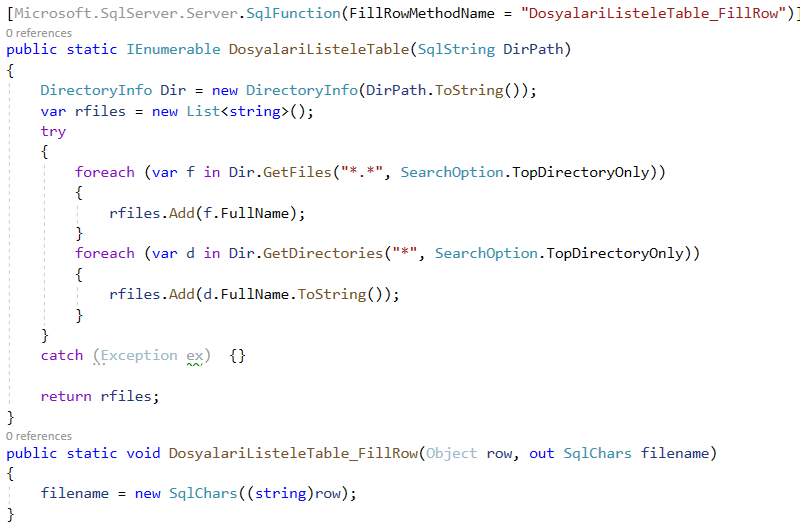 [Microsoft.SqlServer.Server.SqlFunction(FillRowMethodName = "DosyalariListeleTable_FillRow")]
0 references
public static IEnumerable DosyalariListeleTable(SqlString DirPath)
{
    DirectoryInfo Dir = new DirectoryInfo(DirPath.ToString());
    var rfiles = new List<string>();
    try
    {
        foreach (var f in Dir.GetFiles("*.*", SearchOption.TopDirectoryOnly))
        {
            rfiles.Add(f.FullName);
        }
        foreach (var d in Dir.GetDirectories("*", SearchOption.TopDirectoryOnly))
        {
            rfiles.Add(d.FullName.ToString());
        }
    }
    catch (Exception ex)  {}

    return rfiles;
}
0 references
public static void DosyalariListeleTable_FillRow(Object row, out SqlChars filename)
{
    filename = new SqlChars((string)row);
}